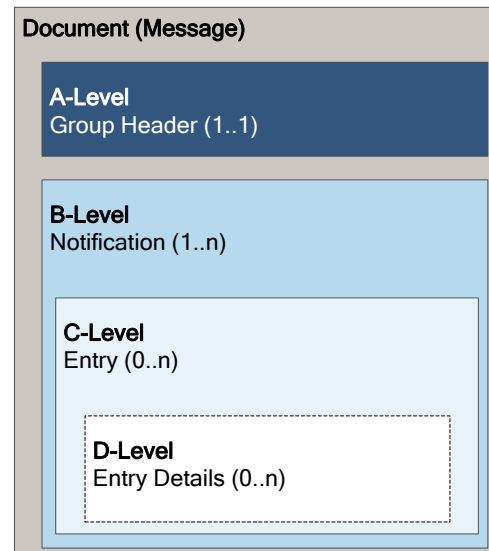 Document (Message)
A-Level
Group Header (1..1)
B-Level
Notification (1..n)
C-Level
Entry (0..n)
D-Level
Entry Details (0..n)